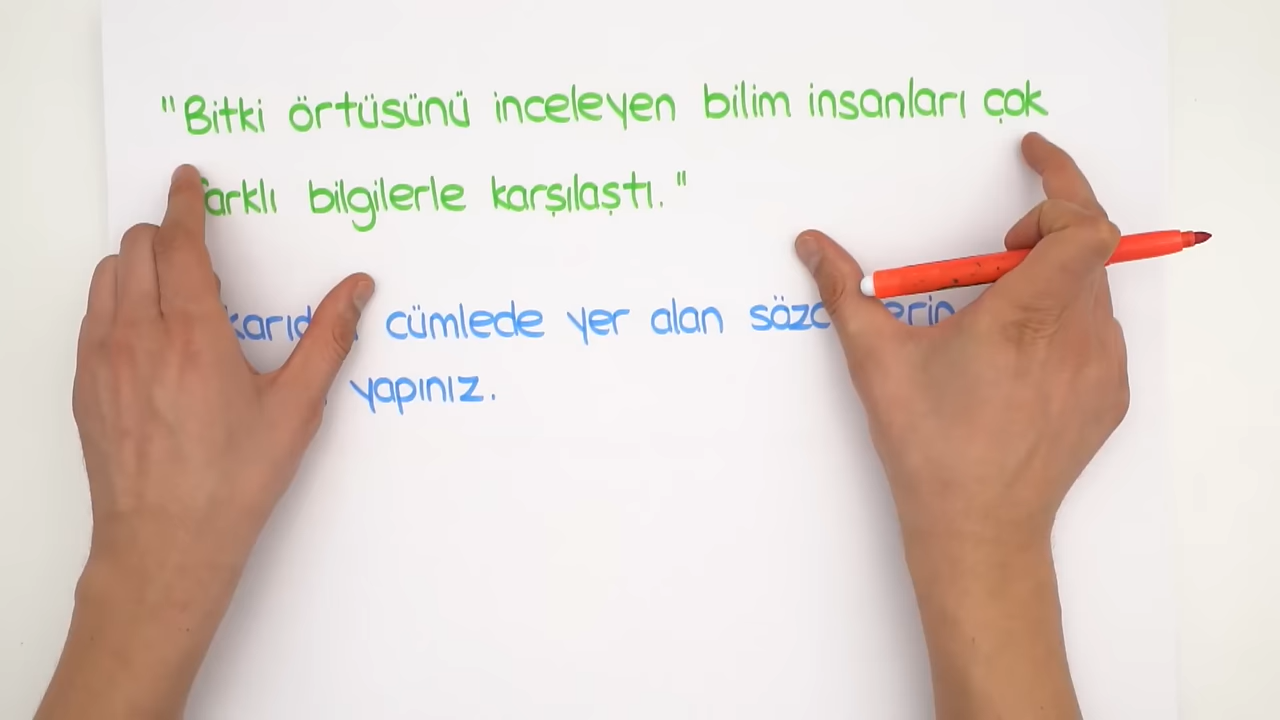 "Bitki örtüsünü inceleyen bilim insanları çok
farklı bilgilerle karşılaştı."
cümlede yer alan
yapınız.